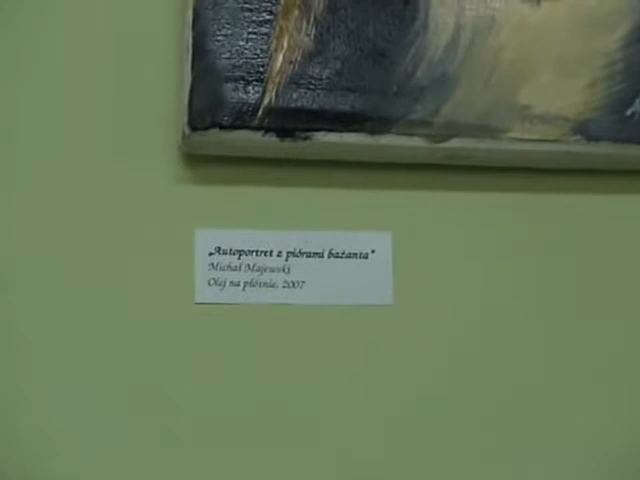 „Autoportret z piórami bażanta”
Michał Majewski
Olej na płótnie, 2007